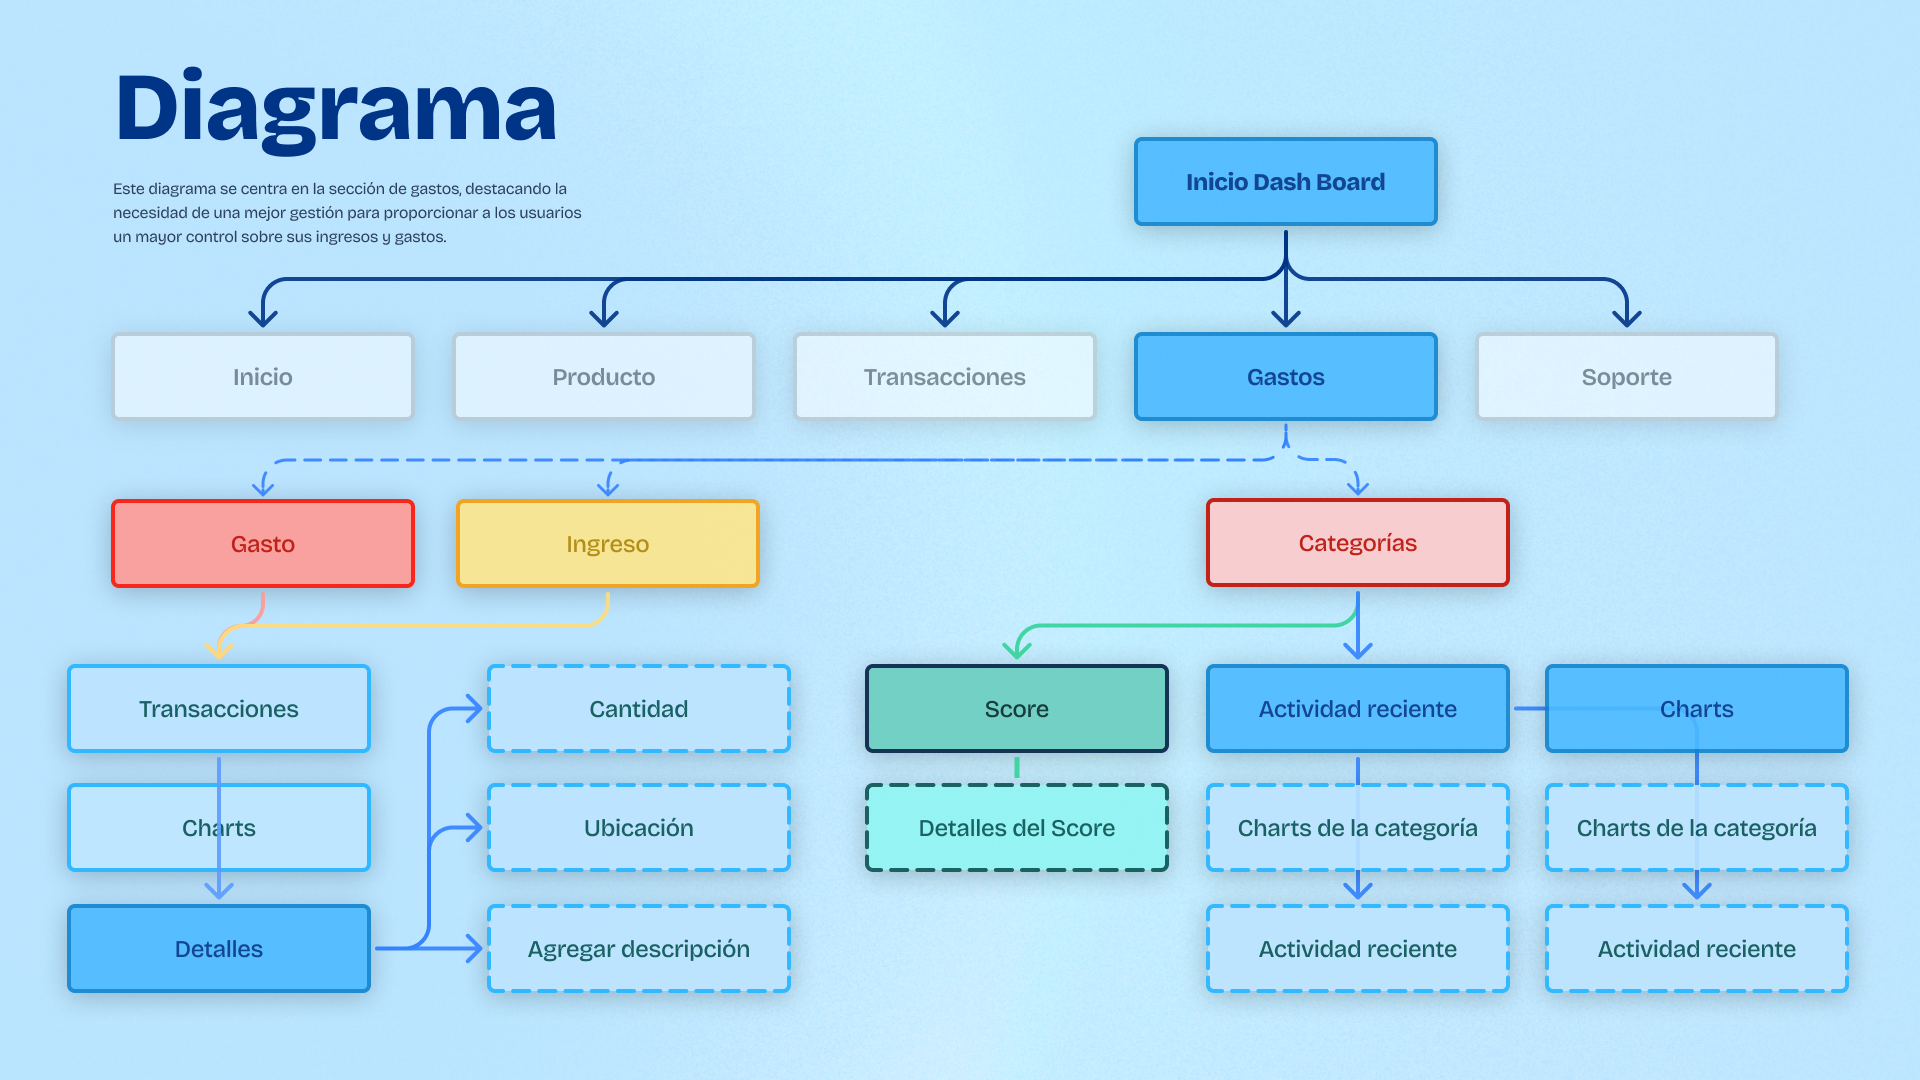 Diagrama
Este diagrama se centra en la sección de gastos, destacando la
necesidad de una mejor gestión para proporcionar a los usuarios
un mayor control sobre sus ingresos y gastos.
Inicio Dash Board
Inicio
Producto
Transacciones
Gastos
Soporte
Gasto
Ingreso
Categorías
Transacciones
Cantidad
Score
Actividad reciente
Charts
Charts
Ubicación
Detalles del Score
Charts de la categoría
Charts de la categoría
Detalles
Agregar descripción
Actividad reciente
Actividad reciente